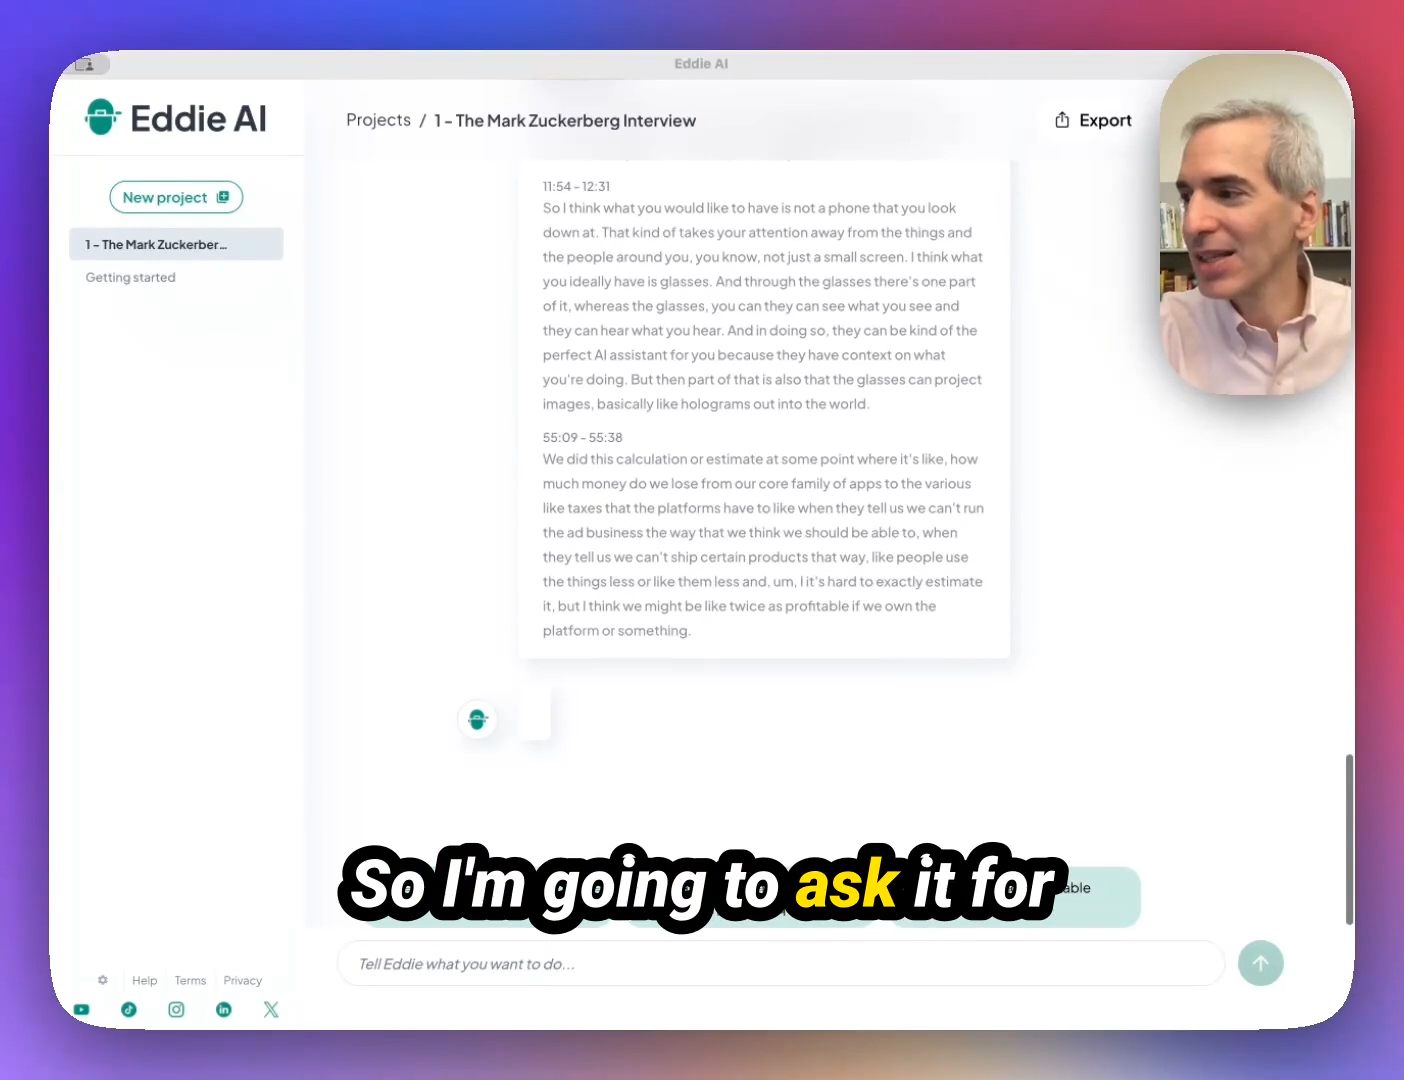 Eddie AI
Eddie AI
Projects / 1 - The Mark Zuckerberg Interview
Export
New project
1 - The Mark Zuckerber...
Getting started
11:54 - 12:31
So I think what you would like to have is not a phone that you look
down at. That kind of takes your attention away from the things and
the people around you, you know, not just a small screen. I think what
you ideally have is glasses. And through the glasses there's one part
of it, whereas the glasses, you can they can see what you see and
they can hear what you hear. And in doing so, they can be kind of the
perfect AI assistant for you because they have context on what
you're doing. But then part of that is also that the glasses can project
images, basically like holograms out into the world.
55:09 - 55:38
We did this calculation or estimate at some point where it's like, how
much money do we lose from our core family of apps to the various
like taxes that the platforms have to like when they tell us we can't run
the ad business the way that we think we should be able to, when
they tell us we can't ship certain products that way, like people use
the things less or like them less and, um, I it's hard to exactly estimate
it, but I think we might be like twice as profitable if we own the
platform or something.
So I'm going to ask it for
Tell Eddie what you want to do...
Help Terms Privacy